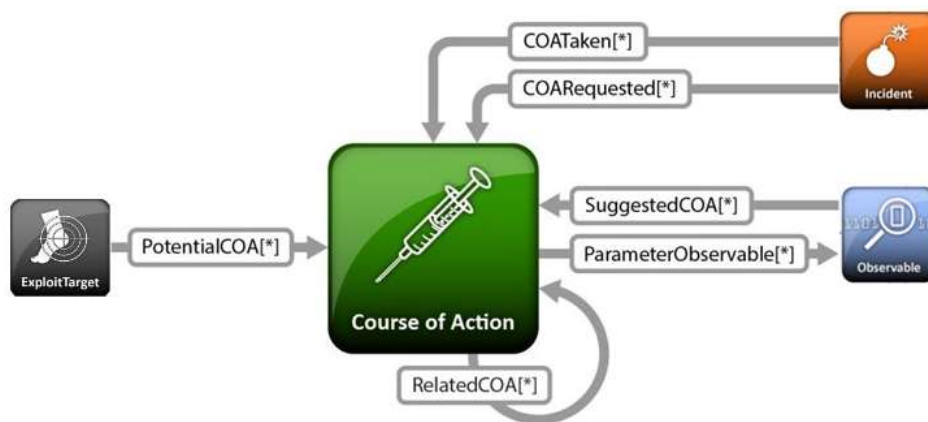 COATaken[*]
COARequested[*]
Incident
SuggestedCOA[*]
PotentialCOA[*]
ParameterObservable[*]
ExploitTarget
Observable
Course of Action
RelatedCOA[*]